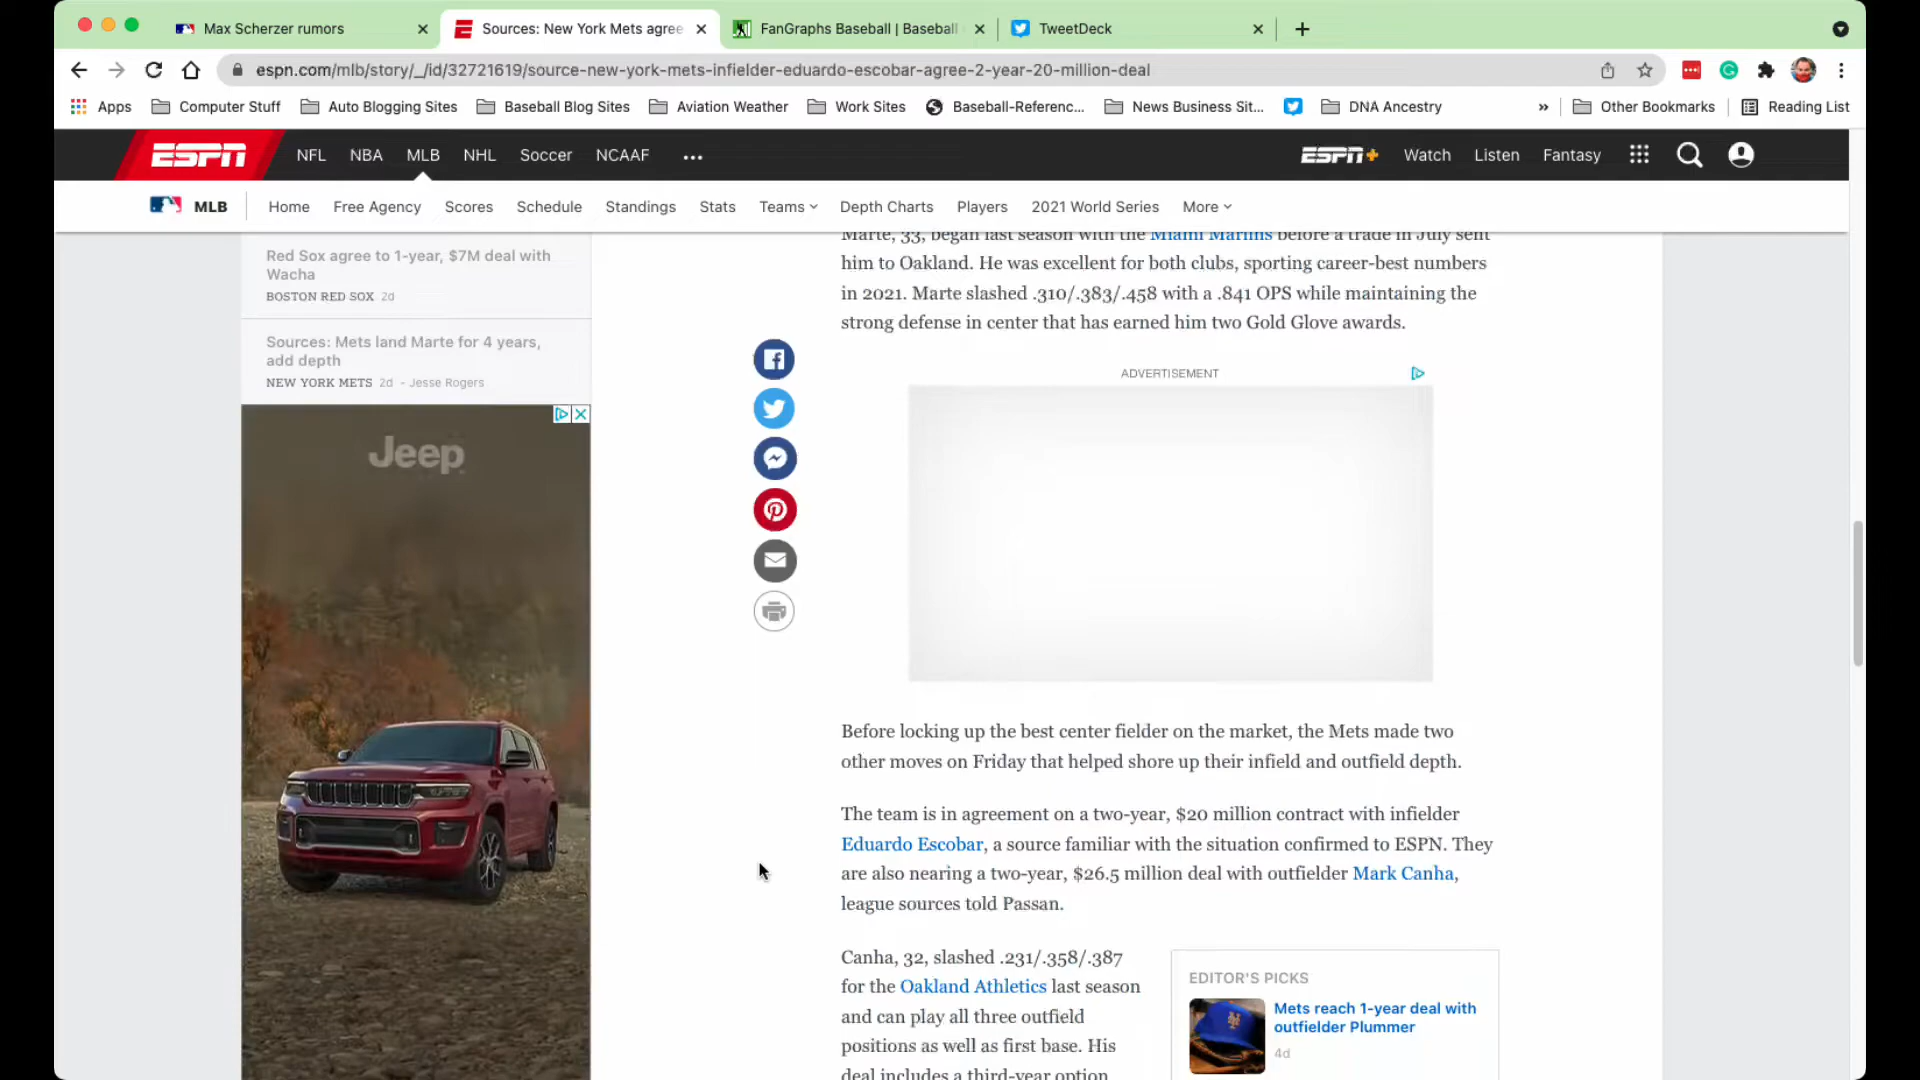 Max Scherzer rumors
Sources: New York Mets agree
FanGraphs Baseball | Baseball
TweetDeck
espn.com/mlb/story/_/id/32721619/source-new-york-mets-infielder-eduardo-escobar-agree-2-year-20-million-deal
Apps
Computer Stuff
Auto Blogging Sites
Baseball Blog Sites
Aviation Weather
Work Sites
Baseball-Referenc...
News Business Sit...
DNA Ancestry
»
Other Bookmarks
Reading List
ESPN
NFL
NBA
MLB
NHL
Soccer
NCAAF
...
ESPN+
Watch
Listen
Fantasy
MLB
Home
Free Agency
Scores
Schedule
Standings
Stats
Teams
Depth Charts
Players
2021 World Series
More
Red Sox agree to 1-year, $7M deal with
Wacha
BOSTON RED SOX 2d
Sources: Mets land Marte for 4 years,
add depth
NEW YORK METS 2d - Jesse Rogers
Jeep
Marte, 33, began last season with the Miami Marlins before a trade in July sent
him to Oakland. He was excellent for both clubs, sporting career-best numbers
in 2021. Marte slashed .310/.383/.458 with a .841 OPS while maintaining the
strong defense in center that has earned him two Gold Glove awards.
ADVERTISEMENT
Before locking up the best center fielder on the market, the Mets made two
other moves on Friday that helped shore up their infield and outfield depth.
The team is in agreement on a two-year, $20 million contract with infielder
Eduardo Escobar, a source familiar with the situation confirmed to ESPN. They
are also nearing a two-year, $26.5 million deal with outfielder Mark Canha,
league sources told Passan.
Canha, 32, slashed .231/.358/.387
for the Oakland Athletics last season
and can play all three outfield
positions as well as first base. His
deal includes a third-year option
EDITOR'S PICKS
Mets reach 1-year deal with
outfielder Plummer
4d